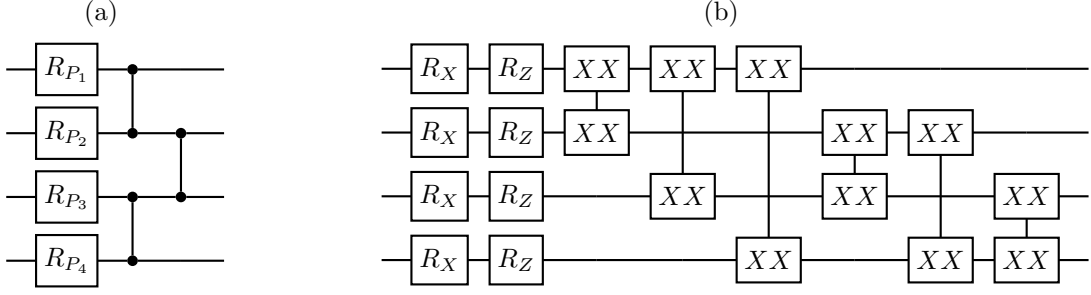 (a) (b)
R_{P_1} R_X R_Z XX XX XX
R_{P_2} R_X R_Z XX XX XX
R_{P_3} R_X R_Z XX XX XX
R_{P_4} R_X R_Z XX XX XX